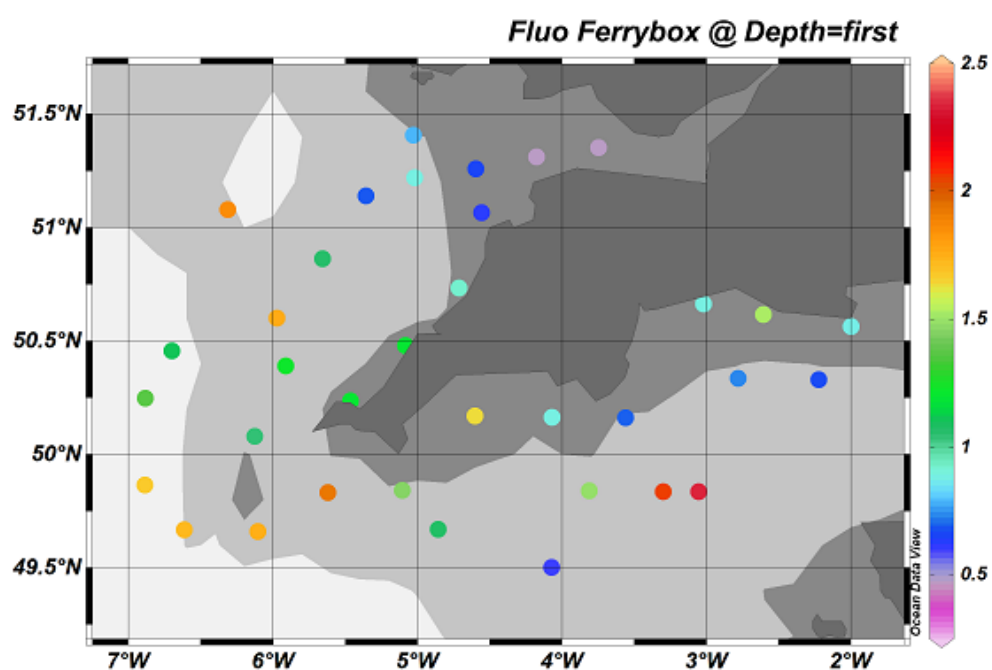 Fluo Ferrybox @ Depth=first
51.5°N
51°N
50.5°N
50°N
49.5°N
7°W 6°W 5°W 4°W 3°W 2°W
2.5
2
1.5
1
0.5
Ocean Data View